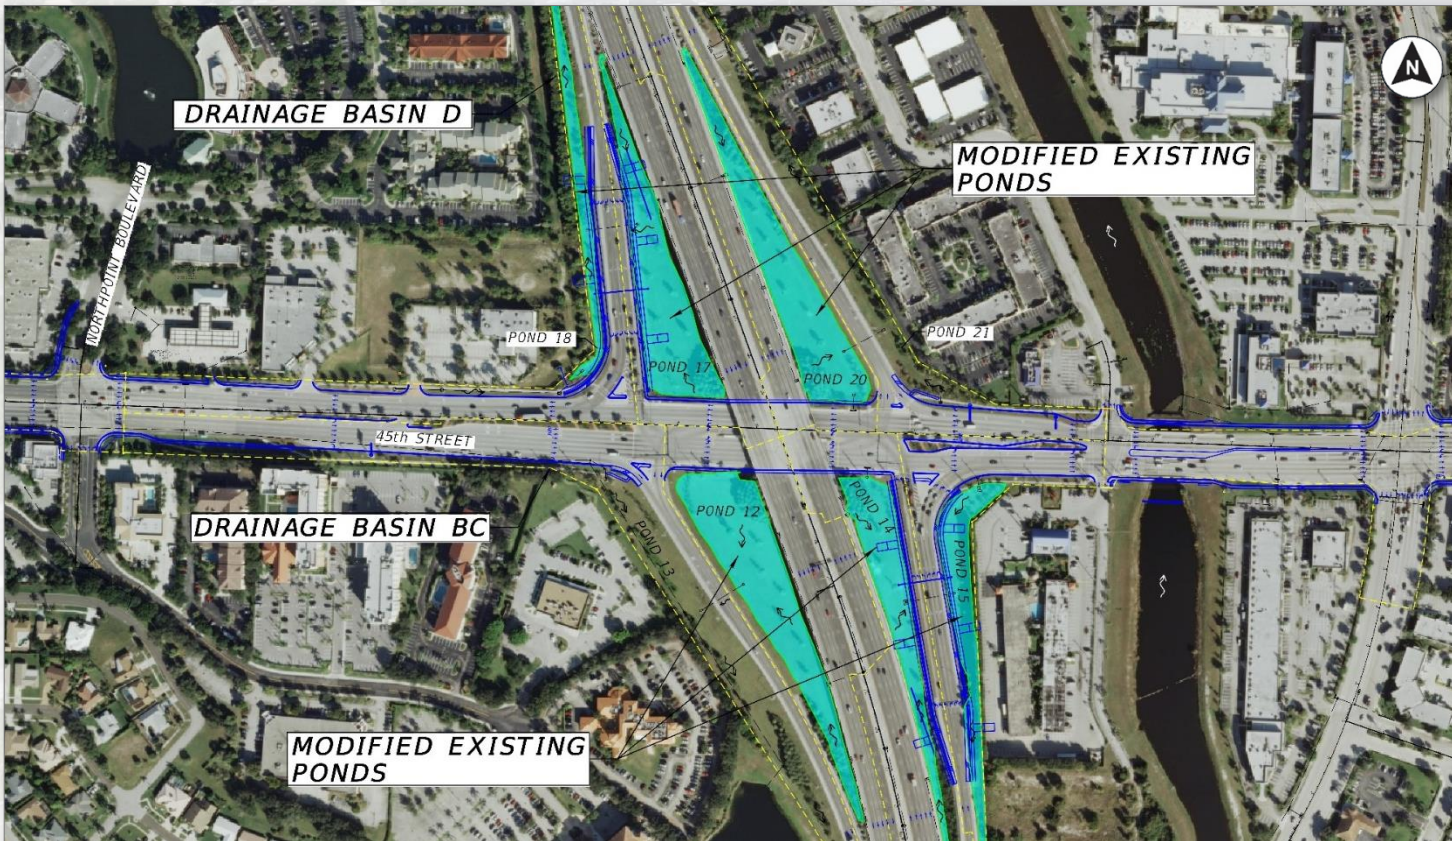 N
DRAINAGE BASIN D
MODIFIED EXISTING
PONDS
NORTHPOINT BOULEVARD
POND 18
POND 21
POND 17
POND 20
45th STREET
POND 12
POND 14
DRAINAGE BASIN BC
POND 13
POND 15
MODIFIED EXISTING
PONDS